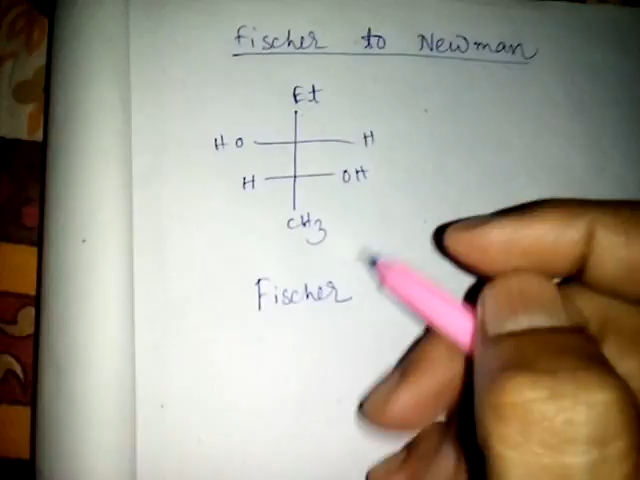 Fischer to Newman
Et
HO H
H OH
CH3
Fischer